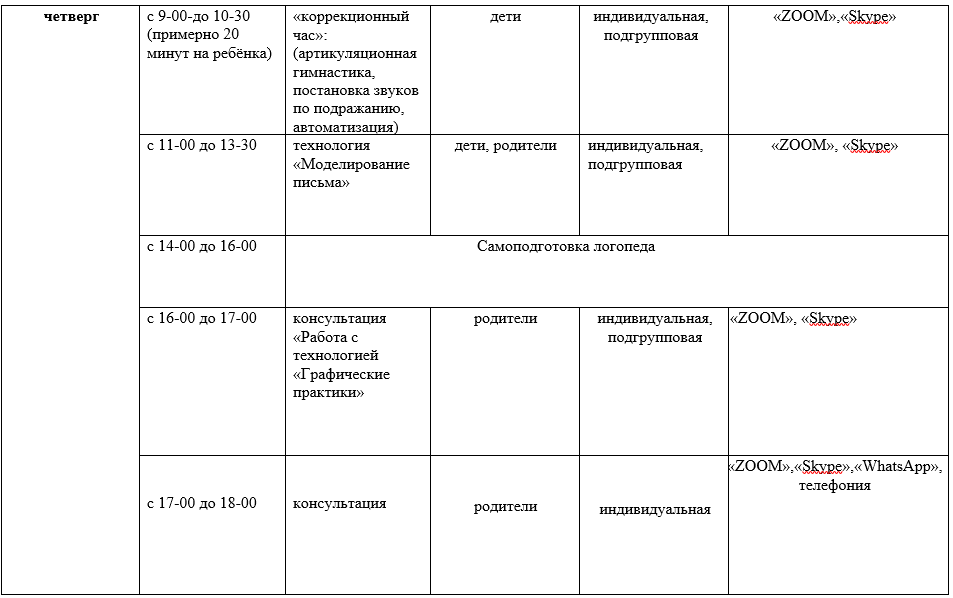 четверг
с 9-00-до 10-30
(примерно 20
минут на ребёнка)
«коррекционный
час»:
(артикуляционная
гимнастика,
постановка звуков
по подражанию,
автоматизация)
дети
индивидуальная,
подгрупповая
«ZOOM»,«Skype»
с 11-00 до 13-30
технология
«Моделирование
письма»
дети, родители
индивидуальная,
подгрупповая
«ZOOM», «Skype»
с 14-00 до 16-00
Самоподготовка логопеда
с 16-00 до 17-00
консультация
«Работа с
технологией
«Графические
практики»
родители
индивидуальная,
подгрупповая
«ZOOM», «Skype»
с 17-00 до 18-00
консультация
родители
индивидуальная
«ZOOM»,«Skype»,«WhatsApp»,
телефония